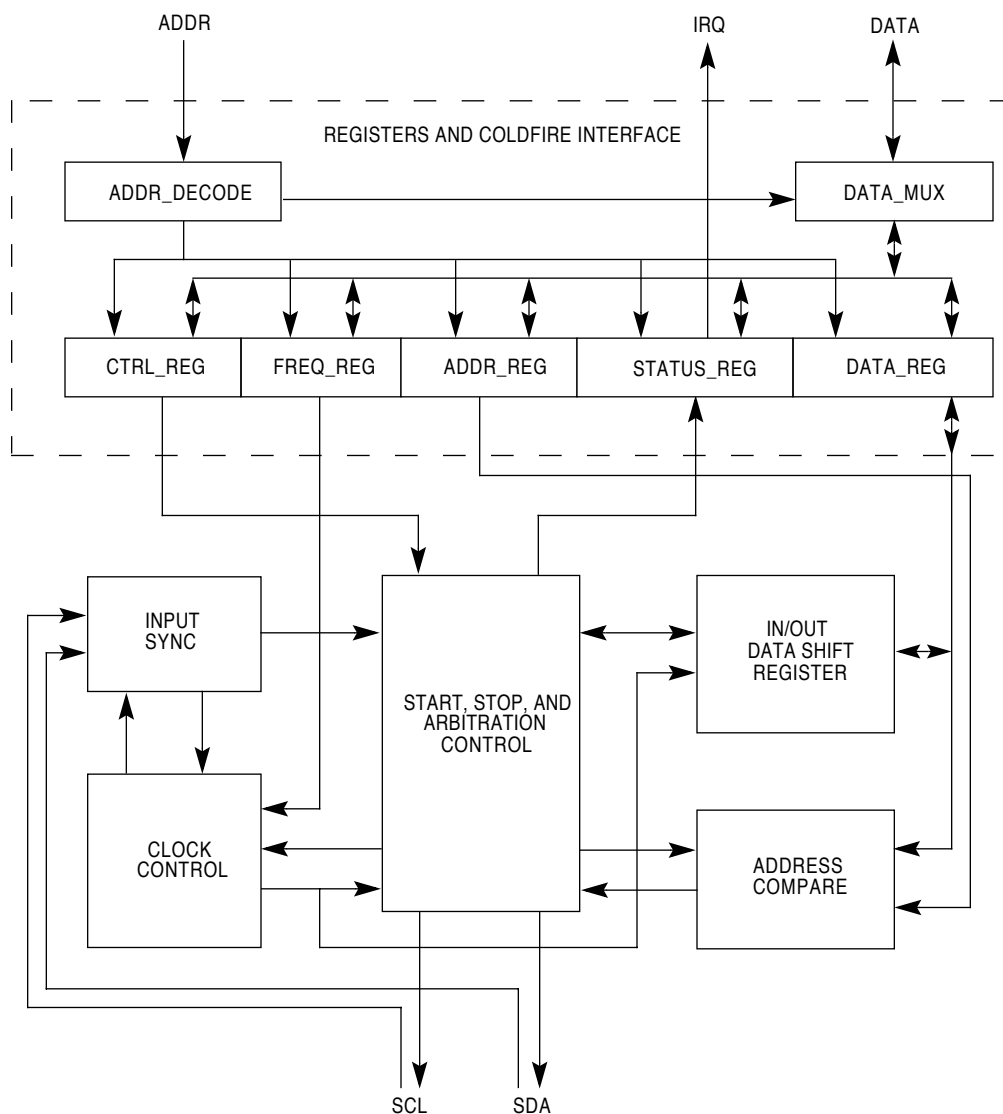 ADDR
IRQ
DATA
REGISTERS AND COLDFIRE INTERFACE
ADDR_DECODE
DATA_MUX
CTRL_REG
FREQ_REG
ADDR_REG
STATUS_REG
DATA_REG
INPUT
SYNC
START, STOP, AND
ARBITRATION
CONTROL
IN/OUT
DATA SHIFT
REGISTER
CLOCK
CONTROL
ADDRESS
COMPARE
SCL
SDA